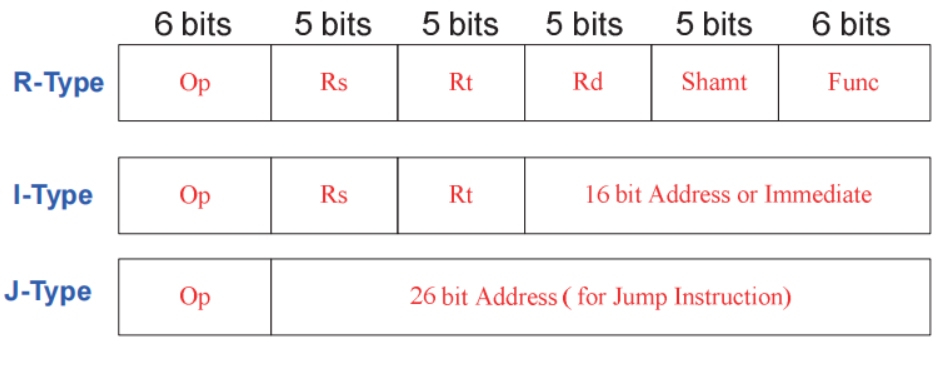 6 bits 5 bits 5 bits 5 bits 5 bits 6 bits
R-Type Op Rs Rt Rd Shamt Func
I-Type Op Rs Rt 16 bit Address or Immediate
J-Type Op 26 bit Address ( for Jump Instruction)